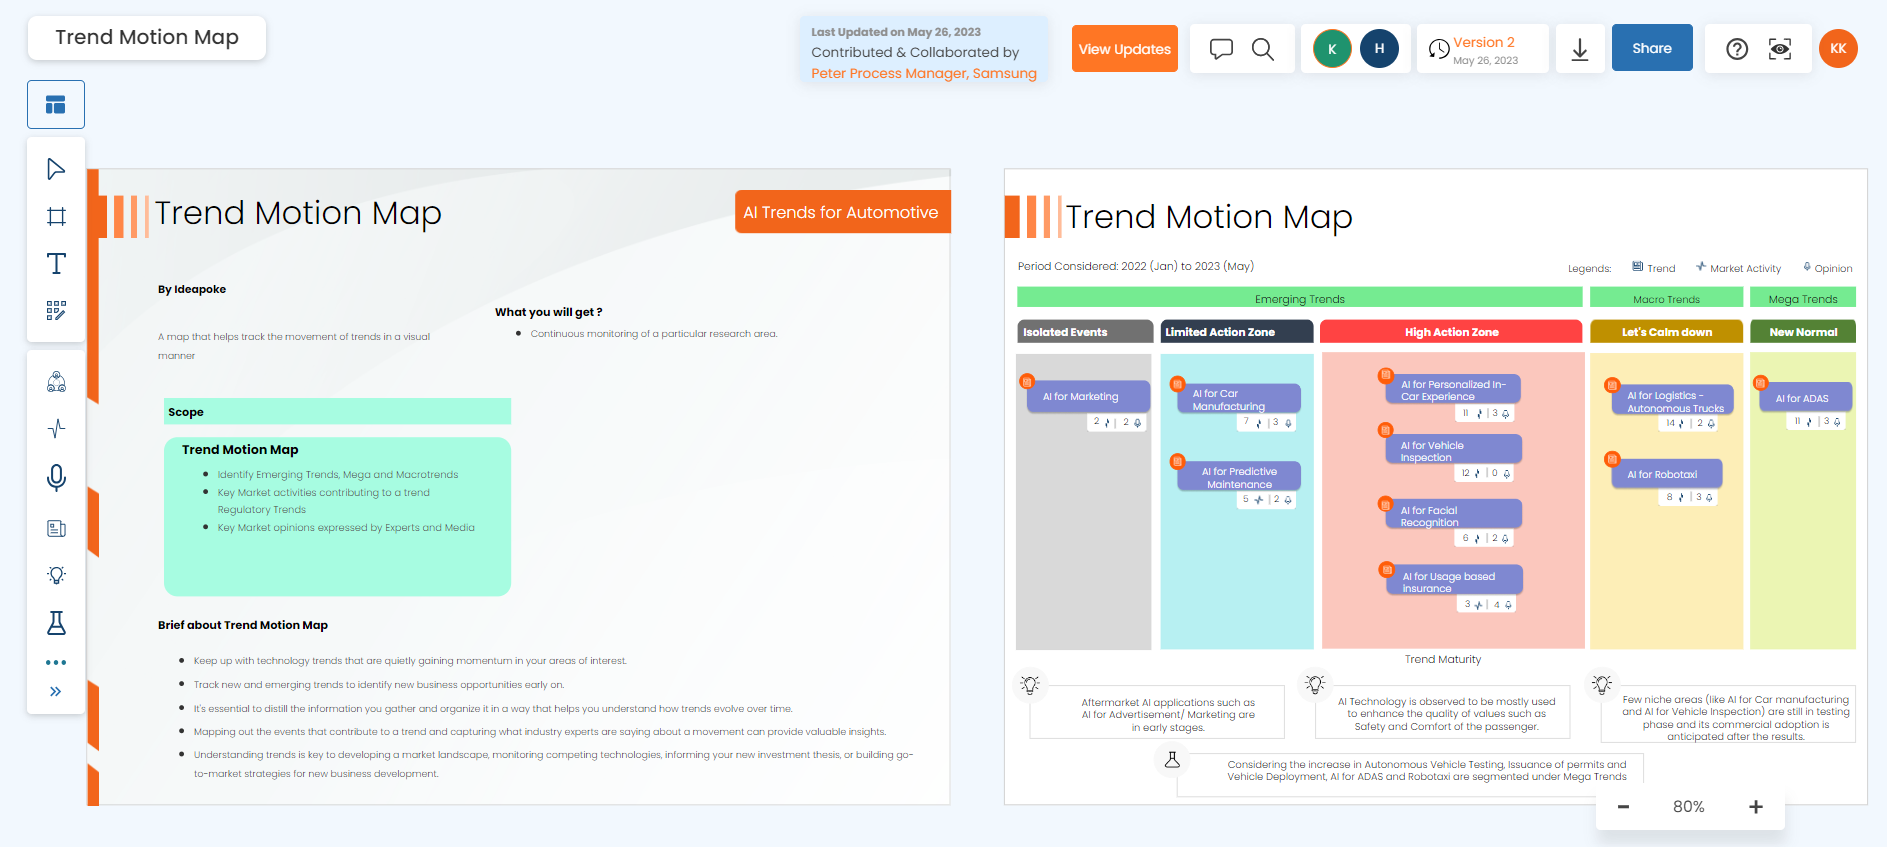 Trend Motion Map
Last Updated on May 26, 2023
Contributed & Collaborated by
Peter Process Manager, Samsung
View Updates
K
H
Version 2
May 26, 2023
Share
KK
Trend Motion Map
AI Trends for Automotive
By Ideapoke
A map that helps track the movement of trends in a visual
manner
What you will get ?
Continuous monitoring of a particular research area.
Scope
Trend Motion Map
Identify Emerging Trends, Mega and Macrotrends
Key Market activities contributing to a trend
Regulatory Trends
Key Market opinions expressed by Experts and Media
Brief about Trend Motion Map
Keep up with technology trends that are quietly gaining momentum in your areas of interest.
Track new and emerging trends to identify new business opportunities early on.
It's essential to distill the information you gather and organize it in a way that helps you understand how trends evolve over time.
Mapping out the events that contribute to a trend and capturing what industry experts are saying about a movement can provide valuable insights.
Understanding trends is key to developing a market landscape, monitoring competing technologies, informing your new investment thesis, or building go-
to-market strategies for new business development.
Trend Motion Map
Period Considered: 2022 (Jan) to 2023 (May)
Legends:
Trend
Market Activity
Opinion
Emerging Trends
Macro Trends
Mega Trends
Isolated Events
Limited Action Zone
High Action Zone
Let's Calm down
New Normal
AI for Marketing
2 | 2
AI for Car
Manufacturing
7 | 3
AI for Predictive
Maintenance
5 | 2
AI for Personalized In-
Car Experience
11 | 3
AI for Vehicle
Inspection
12 | 0
AI for Facial
Recognition
6 | 2
AI for Usage based
insurance
3 | 4
AI for Logistics -
Autonomous Trucks
14 | 2
AI for Robotaxi
8 | 3
AI for ADAS
11 | 3
Trend Maturity
Aftermarket AI applications such as
AI for Advertisement/ Marketing are
in early stages.
AI Technology is observed to be mostly used
to enhance the quality of values such as
Safety and Comfort of the passenger.
Few niche areas (like AI for Car manufacturing
and AI for Vehicle Inspection) are still in testing
phase and its commercial adoption is
anticipated after the results.
Considering the increase in Autonomous Vehicle Testing, Issuance of permits and
Vehicle Deployment, AI for ADAS and Robotaxi are segmented under Mega Trends
80%